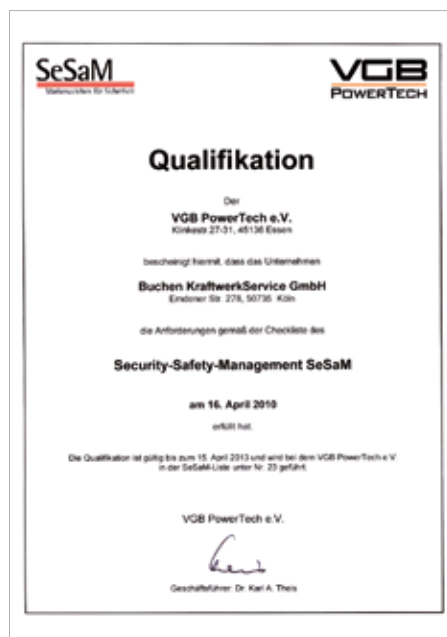 SeSaM
Markenzeichen für Sicherheit
VGB
POWERTECH
Qualifikation
Der
VGB PowerTech e.V.
Klinkestr. 27-31, 45136 Essen
bescheinigt hiermit, dass das Unternehmen
Buchen KraftwerkService GmbH
Emdener Str. 278, 50735 Köln
die Anforderungen gemäß der Checkliste des
Security-Safety-Management SeSaM
am 16. April 2010
erfüllt hat.
Die Qualifikation ist gültig bis zum 15. April 2013 und wird bei dem VGB PowerTech e.V.
in der SeSaM-Liste unter Nr. 23 geführt.
VGB PowerTech e.V.
Geschäftsführer: Dr. Karl A. Theis